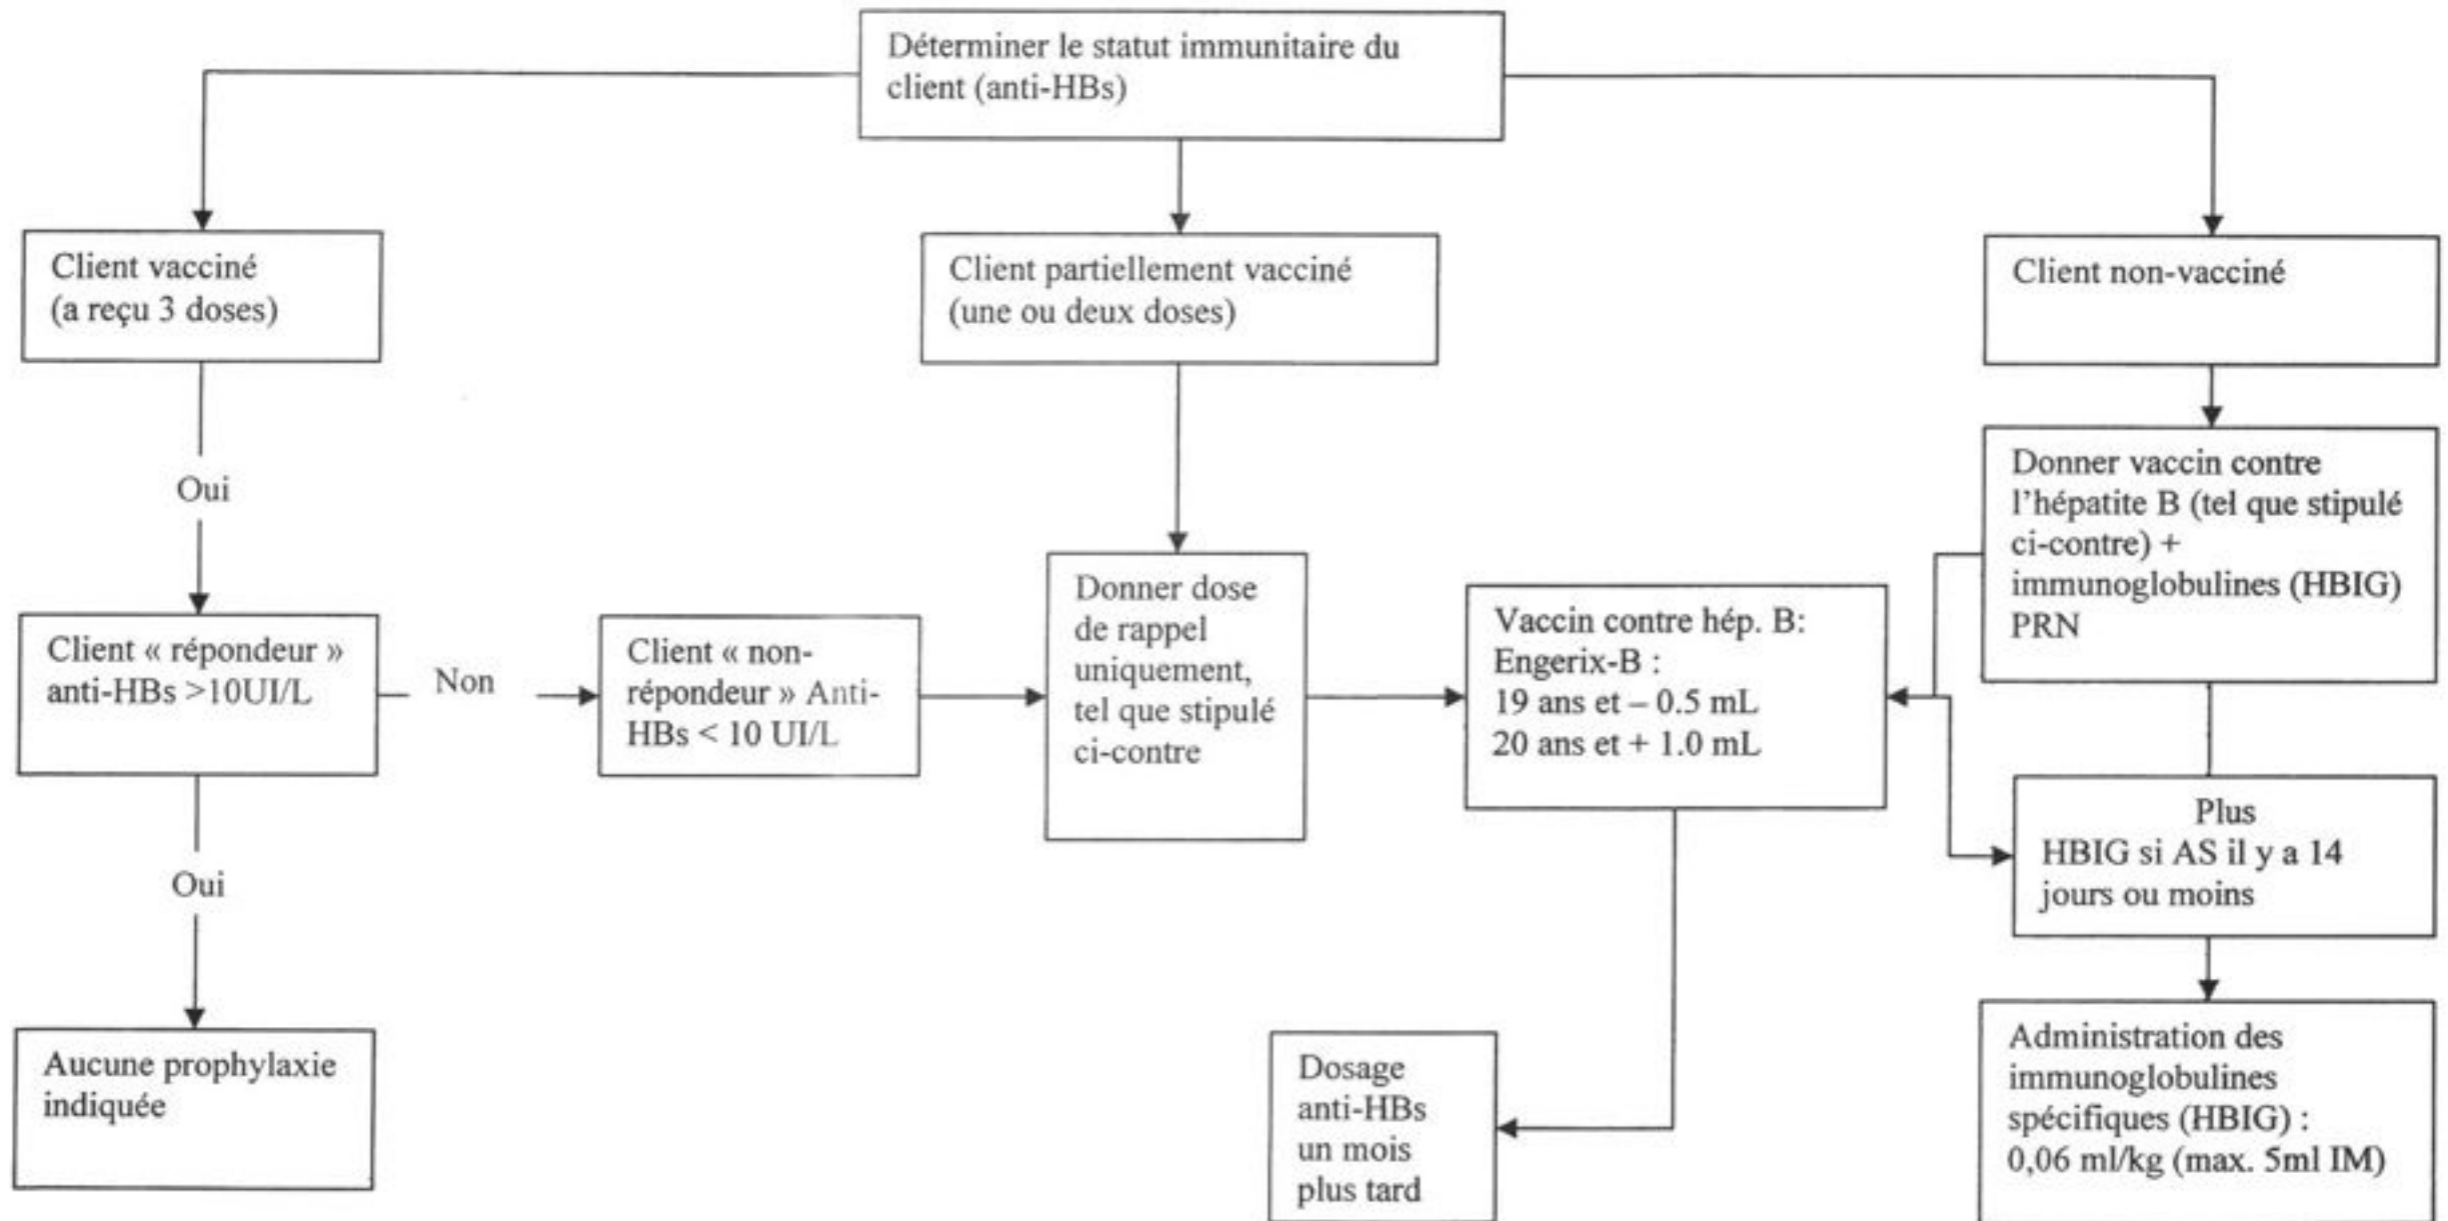 Déterminer le statut immunitaire du
client (anti-HBs)
Client vacciné
(a reçu 3 doses)
Client partiellement vacciné
(une ou deux doses)
Client non-vacciné
Oui
Donner vaccin contre
l'hépatite B (tel que stipulé
ci-contre) +
immunoglobulines (HBIG)
PRN
Client « répondeur »
anti-HBs >10UI/L
Non
Client « non-
répondeur » Anti-
HBs < 10 UI/L
Donner dose
de rappel
uniquement,
tel que stipulé
ci-contre
Vaccin contre hép. B:
Engerix-B :
19 ans et – 0.5 mL
20 ans et + 1.0 mL
Plus
HBIG si AS il y a 14
jours ou moins
Oui
Aucune prophylaxie
indiquée
Dosage
anti-HBs
un mois
plus tard
Administration des
immunoglobulines
spécifiques (HBIG) :
0,06 ml/kg (max. 5ml IM)